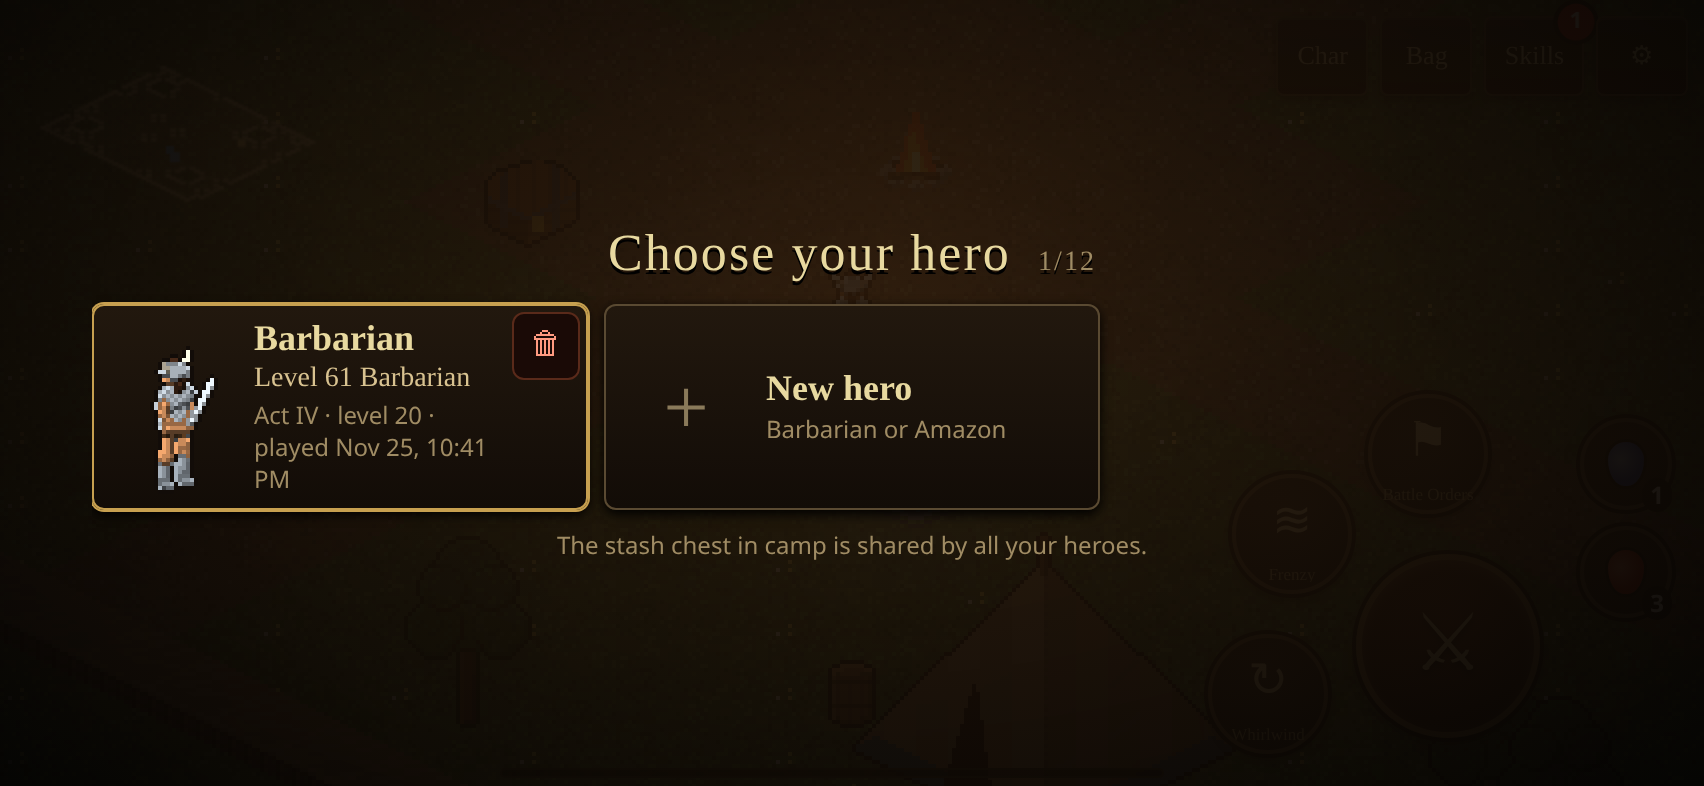 Char Bag Skills 1
Choose your hero 1/12
Barbarian
Level 61 Barbarian
Act IV · level 20 ·
played Nov 25, 10:41
PM
New hero
Barbarian or Amazon
The stash chest in camp is shared by all your heroes.
Battle Orders
1
Frenzy
3
Whirlwind